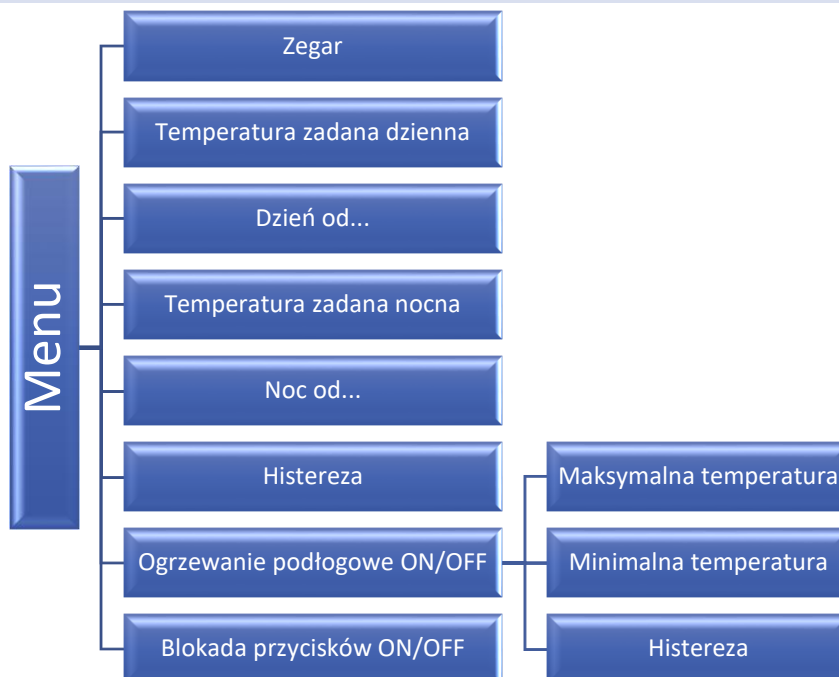 Menu
Zegar
Temperatura zadana dzienna
Dzień od...
Temperatura zadana nocna
Noc od...
Histereza
Ogrzewanie podłogowe ON/OFF
Maksymalna temperatura
Minimalna temperatura
Histereza
Blokada przycisków ON/OFF